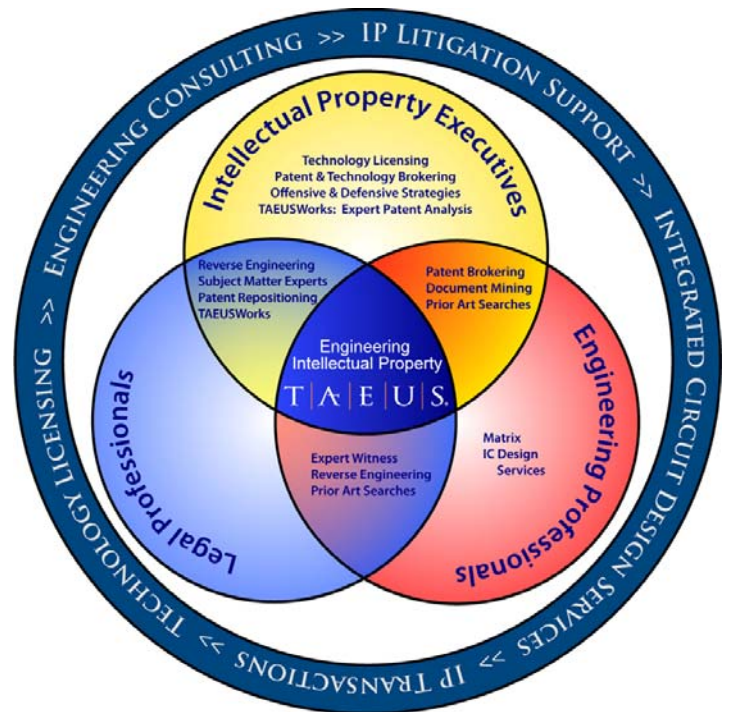 ENGINEERING CONSULTING >> IP LITIGATION SUPPORT >> INTEGRATED CIRCUIT DESIGN SERVICES >> IP TRANSACTIONS >> TECHNOLOGY LICENSING >>
Intellectual Property Executives
Technology Licensing
Patent & Technology Brokering
Offensive & Defensive Strategies
TAEUSWorks: Expert Patent Analysis
Reverse Engineering
Subject Matter Experts
Patent Repositioning
TAEUSWorks
Patent Brokering
Document Mining
Prior Art Searches
Engineering
Intellectual Property
T|A|E|U|S.
Legal Professionals
Expert Witness
Reverse Engineering
Prior Art Searches
Matrix
IC Design
Services
Engineering Professionals